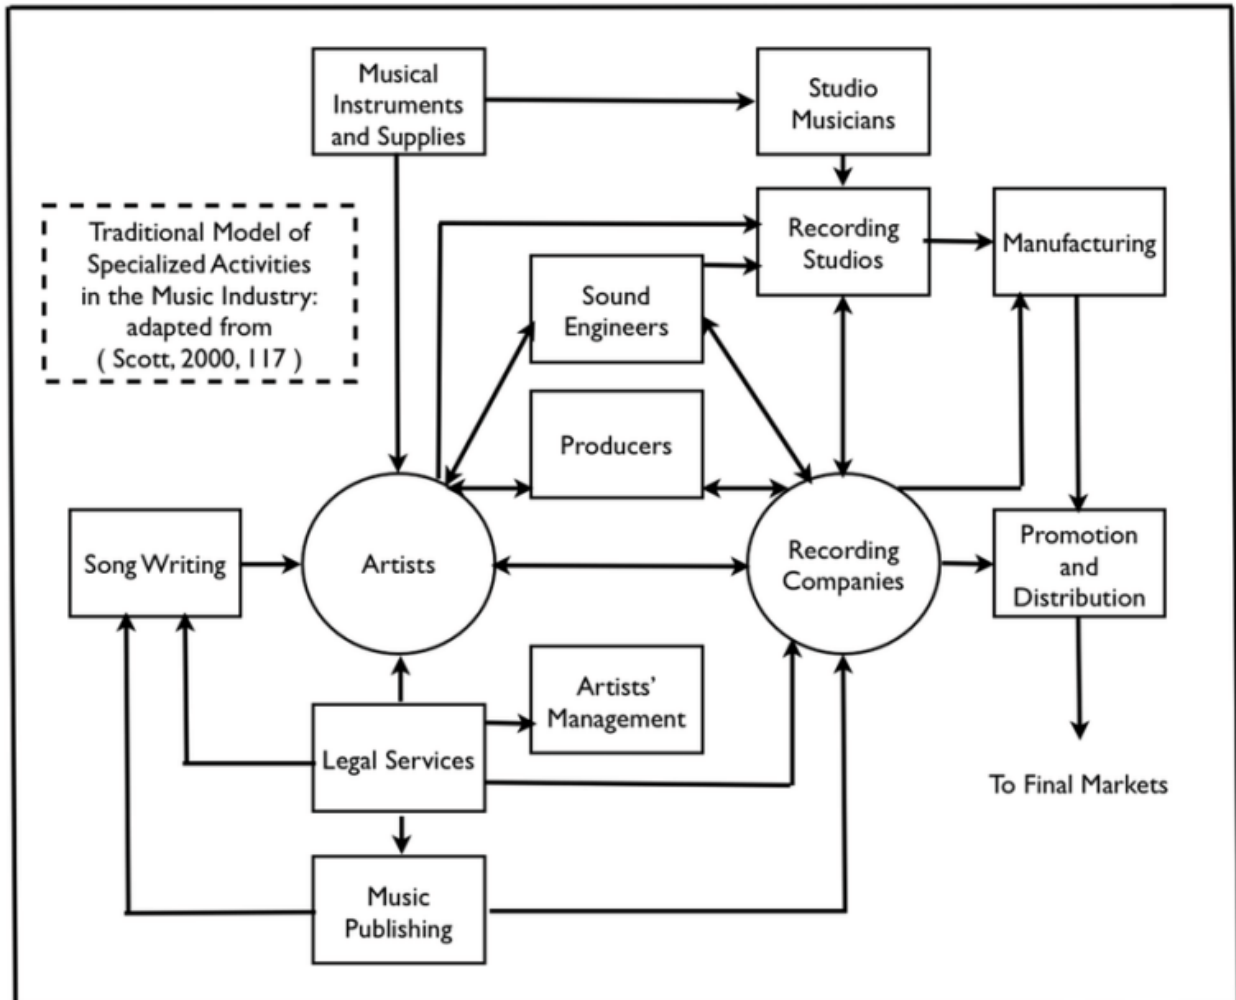 Musical
Instruments
and Supplies
Studio
Musicians
Traditional Model of
Specialized Activities
in the Music Industry:
adapted from
( Scott, 2000, 117 )
Recording
Studios
Manufacturing
Sound
Engineers
Producers
Song Writing
Artists
Recording
Companies
Promotion
and
Distribution
Artists’
Management
Legal Services
To Final Markets
Music
Publishing